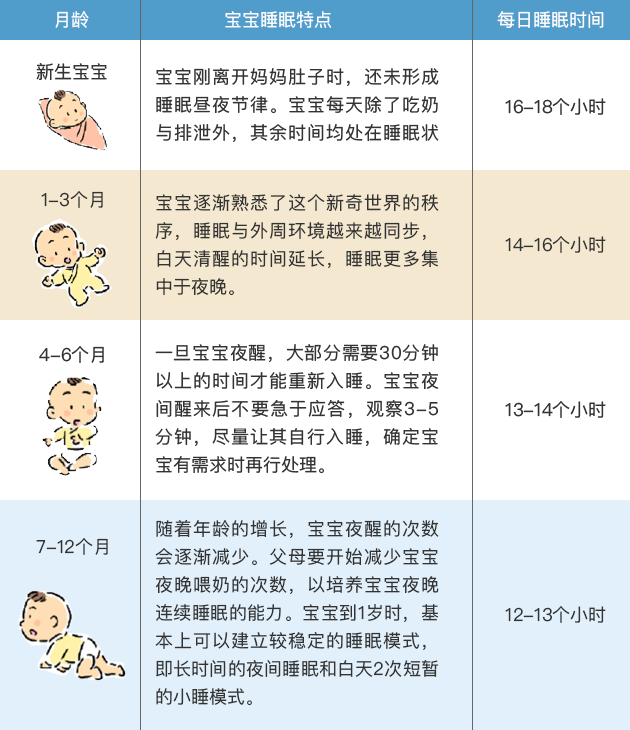 月龄
宝宝睡眠特点
每日睡眠时间
新生宝宝
宝宝刚离开妈妈肚子时，还未形成
睡眠昼夜节律。宝宝每天除了吃奶
与排泄外，其余时间均处在睡眠状
16–18个小时
1–3个月
宝宝逐渐熟悉了这个新奇世界的秩
序，睡眠与外周环境越来越同步，
白天清醒的时间延长，睡眠更多集
中于夜晚。
14–16个小时
4–6个月
一旦宝宝夜醒，大部分需要30分钟
以上的时间才能重新入睡。宝宝夜
间醒来后不要急于应答，观察3–5
分钟，尽量让其自行入睡，确定宝
宝有需求时再行处理。
13–14个小时
7–12个月
随着年龄的增长，宝宝夜醒的次数
会逐渐减少。父母要开始减少宝宝
夜晚喂奶的次数，以培养宝宝夜晚
连续睡眠的能力。宝宝到1岁时，基
本上可以建立较稳定的睡眠模式，
即长时间的夜间睡眠和白天2次短暂
的小睡模式。
12–13个小时